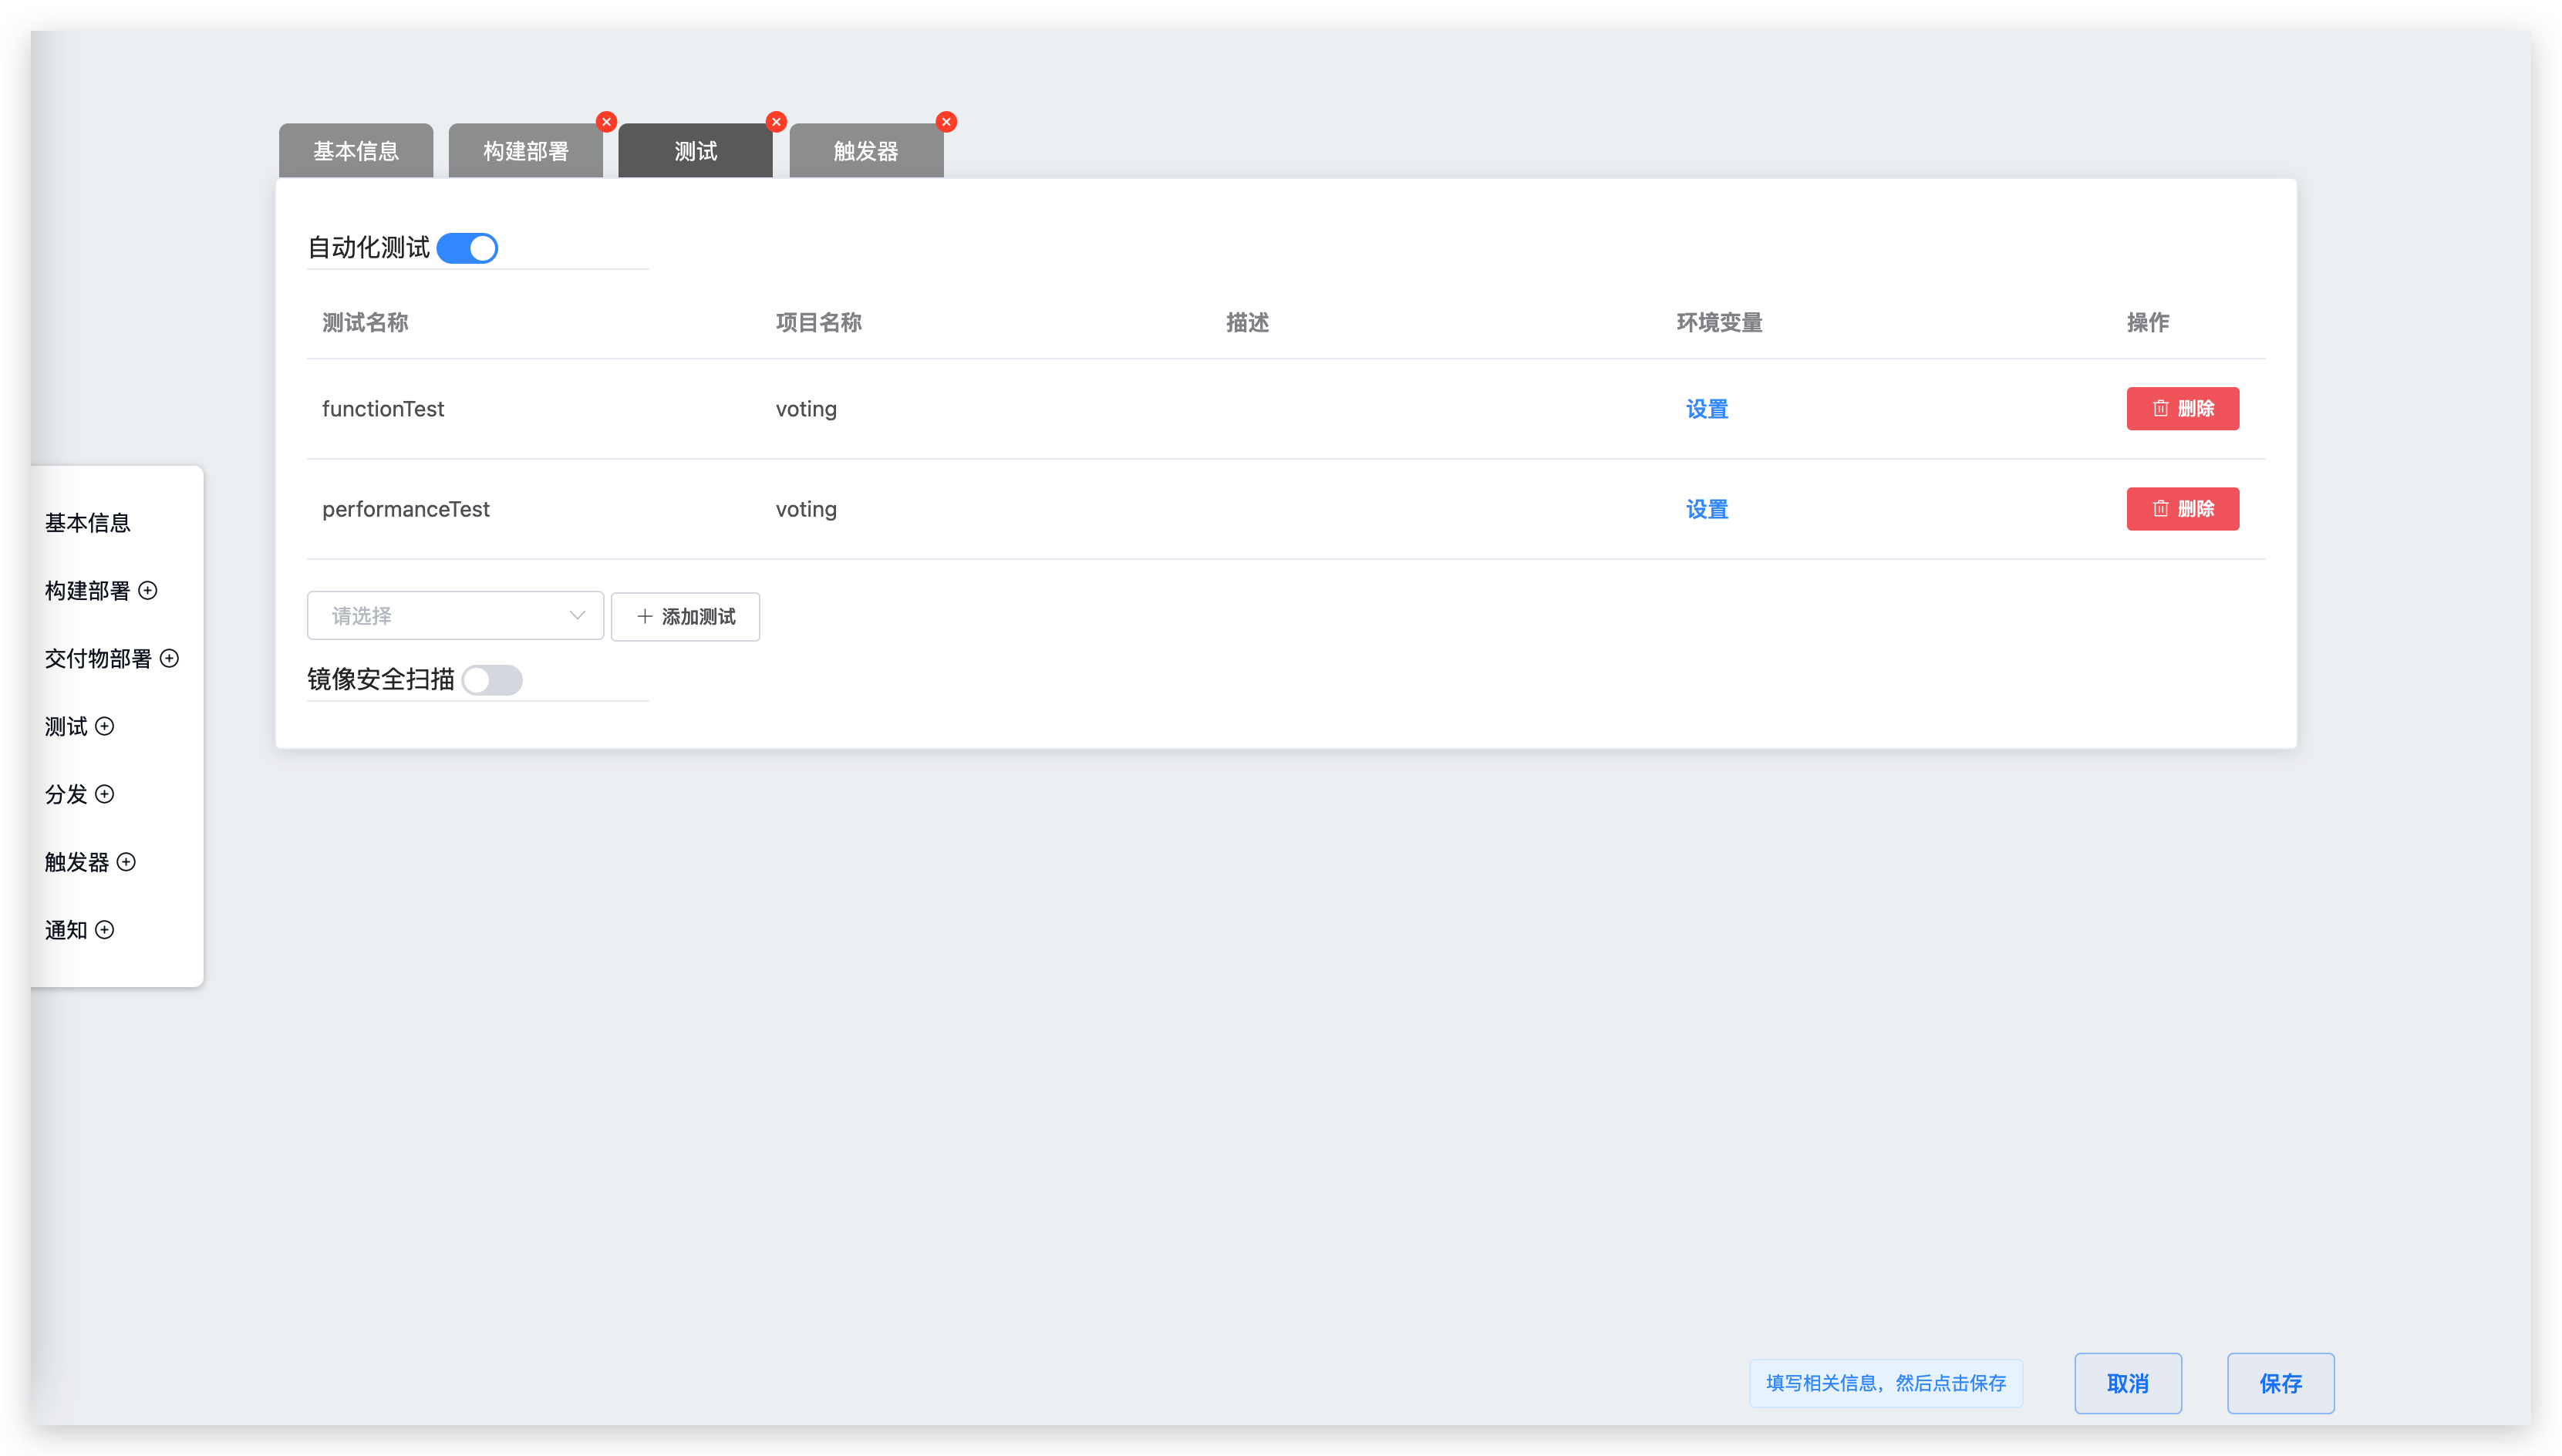 基本信息 构建部署 测试 触发器
自动化测试
测试名称 项目名称 描述 环境变量 操作
functionTest voting 设置 删除
performanceTest voting 设置 删除
请选择 添加测试
镜像安全扫描
基本信息
构建部署
交付物部署
测试
分发
触发器
通知
填写相关信息，然后点击保存 取消 保存